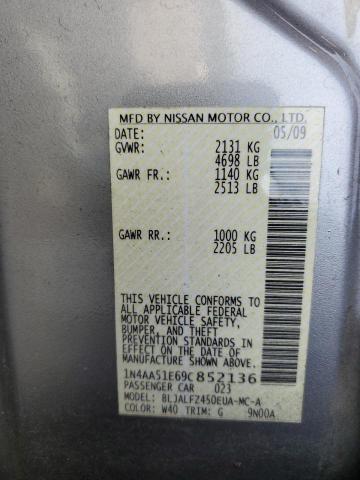 MFD BY NISSAN MOTOR CO., LTD.
DATE: 05/09
GVWR: 2131 KG
4698 LB
GAWR FR.: 1140 KG
2513 LB
GAWR RR.: 1000 KG
2205 LB
THIS VEHICLE CONFORMS TO
ALL APPLICABLE FEDERAL
MOTOR VEHICLE SAFETY,
BUMPER, AND THEFT
PREVENTION STANDARDS
IN EFFECT ON THE DATE OF
MANUFACTURE SHOWN ABOVE.
1N4AA51E69C852136
PASSENGER CAR 023
MODEL: BLJALFZ450EUA-MC-A
COLOR: W40 TRIM: G 9N00A